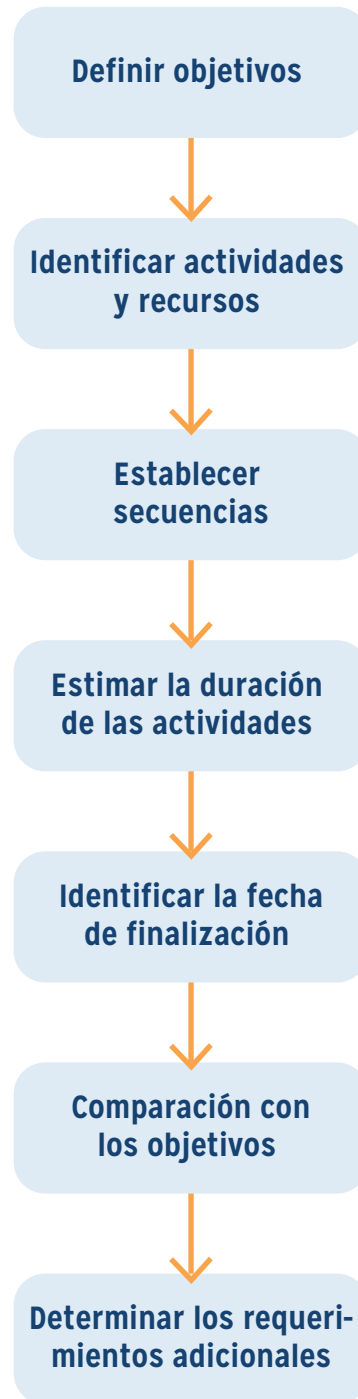 Definir objetivos
Identificar actividades
y recursos
Establecer
secuencias
Estimar la duración
de las actividades
Identificar la fecha
de finalización
Comparación con
los objetivos
Determinar los requeri-
mientos adicionales